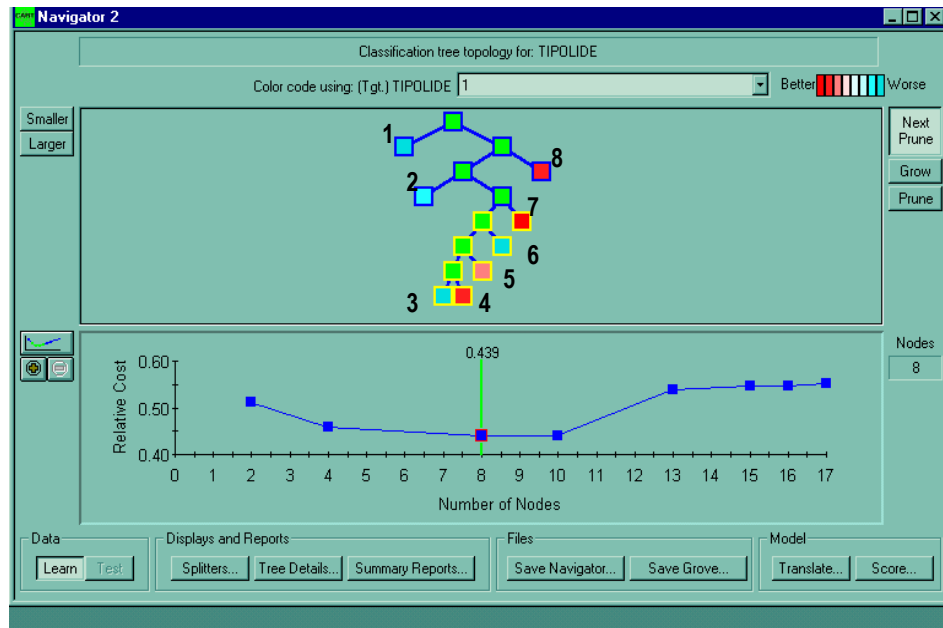 CART Navigator 2
Classification tree topology for: TIPOLIDE
Color code using: (Tgt.) TIPOLIDE 1 Better Worse
Smaller
Larger
Next
Prune
Grow
Prune
1
8
2
7
6
5
3 4
Nodes
8
0.439
0.60
0.50
0.40
Relative Cost
0 1 2 3 4 5 6 7 8 9 10 11 12 13 14 15 16 17
Number of Nodes
Data
Learn Test
Displays and Reports
Splitters... Tree Details... Summary Reports...
Files
Save Navigator... Save Grove...
Model
Translate... Score...